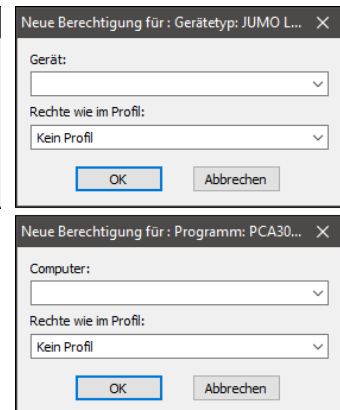 Neue Berechtigung für : Gerätetyp: JUMO L...
Gerät:
Rechte wie im Profil:
Kein Profil
OK Abbrechen
Neue Berechtigung für : Programm: PCA30...
Computer:
Rechte wie im Profil:
Kein Profil
OK Abbrechen